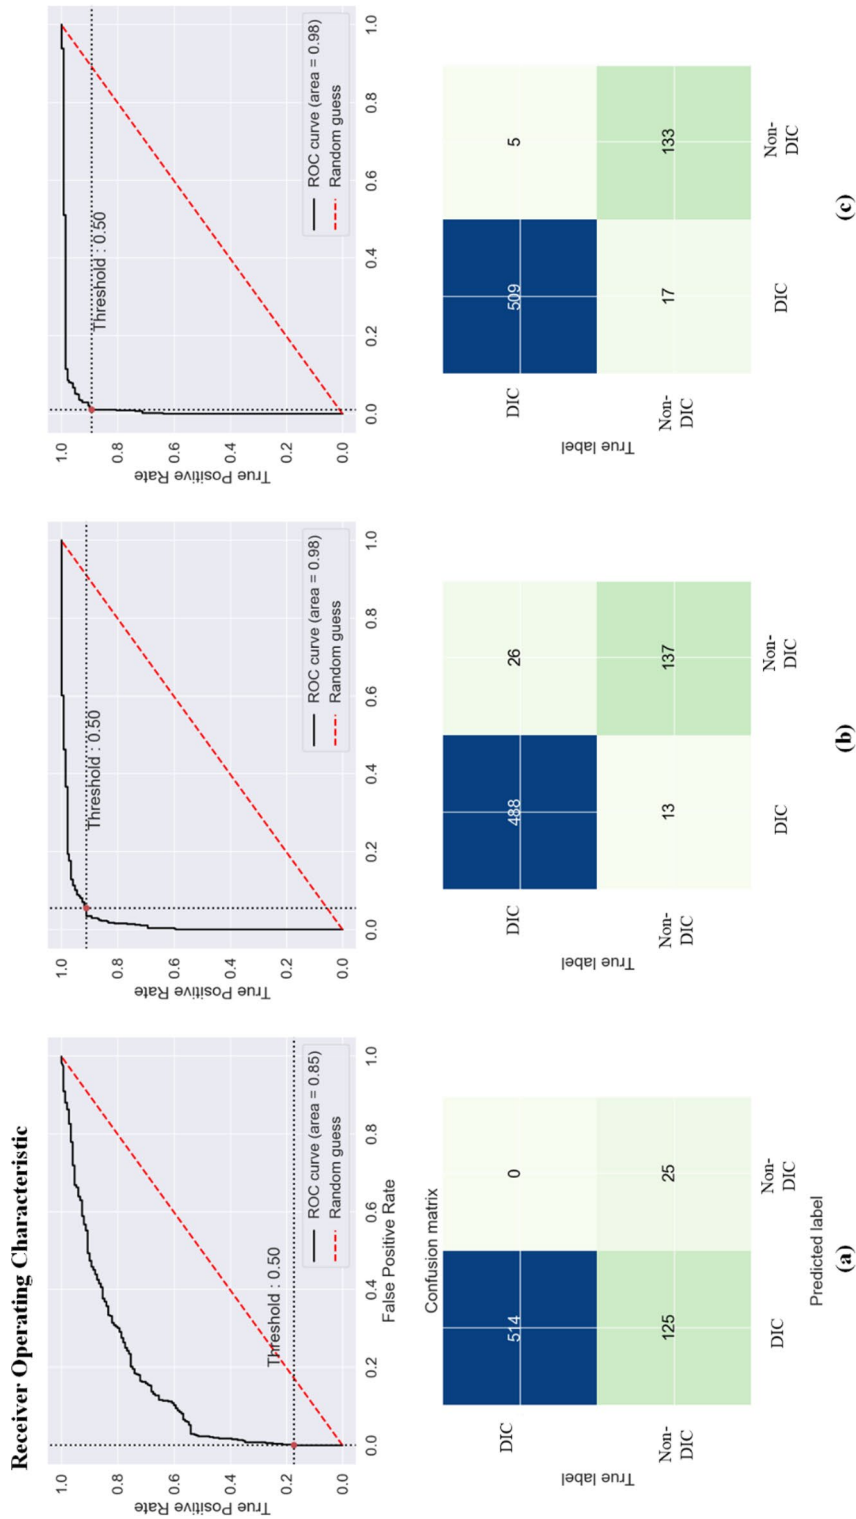 Receiver Operating Characteristic
1.0
0.8
0.6
0.4
0.2
0.0
True Positive Rate
Threshold : 0.50
ROC curve (area = 0.85)
Random guess
0.0 0.2 0.4 0.6 0.8 1.0
False Positive Rate
1.0
0.8
0.6
0.4
0.2
0.0
True Positive Rate
Threshold : 0.50
ROC curve (area = 0.98)
Random guess
0.0 0.2 0.4 0.6 0.8 1.0
1.0
0.8
0.6
0.4
0.2
0.0
True Positive Rate
Threshold : 0.50
ROC curve (area = 0.98)
Random guess
0.0 0.2 0.4 0.6 0.8 1.0
Confusion matrix
True label
DIC
514 0
Non-
DIC
125 25
DIC
Non-
DIC
Predicted label
(a)
True label
DIC
488 26
Non-
DIC
13 137
DIC
Non-
DIC
(b)
True label
DIC
509 5
Non-
DIC
17 133
DIC
Non-
DIC
(c)